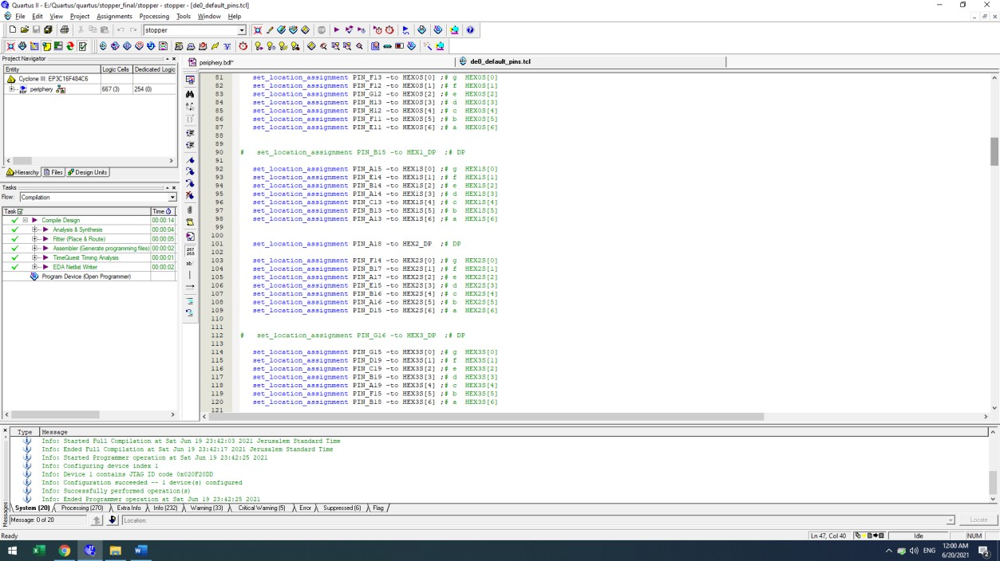 Quartus II - E:/Quartus/quartus/stopper_final/stopper - stopper - [de0_default_pins.tcl]
File Edit View Project Assignments Processing Tools Window Help
stopper
Project Navigator
Entity Logic Cells Dedicated Logic
Cyclone III: EP3C16F484C6
periphery 667 (3) 254 (0)
Hierarchy Files Design Units
Tasks
Flow: Compilation
Task Time
Compile Design 00:00:14
Analysis & Synthesis 00:00:04
Fitter (Place & Route) 00:00:05
Assembler (Generate programming files) 00:00:02
TimeQuest Timing Analysis 00:00:01
EDA Netlist Writer 00:00:02
Program Device (Open Programmer)
periphery.bdf* de0_default_pins.tcl
267
268
ab/
81 set_location_assignment PIN_F13 -to HEX0S[0] ;# g HEX0S[0]
82 set_location_assignment PIN_F12 -to HEX0S[1] ;# f HEX0S[1]
83 set_location_assignment PIN_G12 -to HEX0S[2] ;# e HEX0S[2]
84 set_location_assignment PIN_H13 -to HEX0S[3] ;# d HEX0S[3]
85 set_location_assignment PIN_H12 -to HEX0S[4] ;# c HEX0S[4]
86 set_location_assignment PIN_F11 -to HEX0S[5] ;# b HEX0S[5]
87 set_location_assignment PIN_E11 -to HEX0S[6] ;# a HEX0S[6]
88
89
90 # set_location_assignment PIN_B15 -to HEX1_DP ;# DP
91
92 set_location_assignment PIN_A15 -to HEX1S[0] ;# g HEX1S[0]
93 set_location_assignment PIN_E14 -to HEX1S[1] ;# f HEX1S[1]
94 set_location_assignment PIN_B14 -to HEX1S[2] ;# e HEX1S[2]
95 set_location_assignment PIN_A14 -to HEX1S[3] ;# d HEX1S[3]
96 set_location_assignment PIN_C13 -to HEX1S[4] ;# c HEX1S[4]
97 set_location_assignment PIN_B13 -to HEX1S[5] ;# b HEX1S[5]
98 set_location_assignment PIN_A13 -to HEX1S[6] ;# a HEX1S[6]
99
100
101 set_location_assignment PIN_A18 -to HEX2_DP ;# DP
102
103 set_location_assignment PIN_F14 -to HEX2S[0] ;# g HEX2S[0]
104 set_location_assignment PIN_B17 -to HEX2S[1] ;# f HEX2S[1]
105 set_location_assignment PIN_A17 -to HEX2S[2] ;# e HEX2S[2]
106 set_location_assignment PIN_E15 -to HEX2S[3] ;# d HEX2S[3]
107 set_location_assignment PIN_B16 -to HEX2S[4] ;# c HEX2S[4]
108 set_location_assignment PIN_A16 -to HEX2S[5] ;# b HEX2S[5]
109 set_location_assignment PIN_D15 -to HEX2S[6] ;# a HEX2S[6]
110
111
112 # set_location_assignment PIN_G16 -to HEX3_DP ;# DP
113
114 set_location_assignment PIN_G15 -to HEX3S[0] ;# g HEX3S[0]
115 set_location_assignment PIN_D19 -to HEX3S[1] ;# f HEX3S[1]
116 set_location_assignment PIN_C19 -to HEX3S[2] ;# e HEX3S[2]
117 set_location_assignment PIN_B19 -to HEX3S[3] ;# d HEX3S[3]
118 set_location_assignment PIN_A19 -to HEX3S[4] ;# c HEX3S[4]
119 set_location_assignment PIN_F15 -to HEX3S[5] ;# b HEX3S[5]
120 set_location_assignment PIN_B18 -to HEX3S[6] ;# a HEX3S[6]
121
Type Message
Info: Started Full Compilation at Sat Jun 19 23:42:03 2021 Jerusalem Standard Time
Info: Ended Full Compilation at Sat Jun 19 23:42:17 2021 Jerusalem Standard Time
Info: Started Programmer operation at Sat Jun 19 23:42:25 2021
Info: Configuring device index 1
Info: Device 1 contains JTAG ID code 0x020F20DD
Info: Configuration succeeded -- 1 device(s) configured
Info: Successfully performed operation(s)
Info: Ended Programmer operation at Sat Jun 19 23:42:25 2021
System (20) Processing (270) Extra Info Info (232) Warning (33) Critical Warning (5) Error Suppressed (6) Flag
Messages
Message: 0 of 20 Location: Locate
Ready Ln 47, Col 40 Idle NUM
ENG 12:00 AM
6/20/2021
2